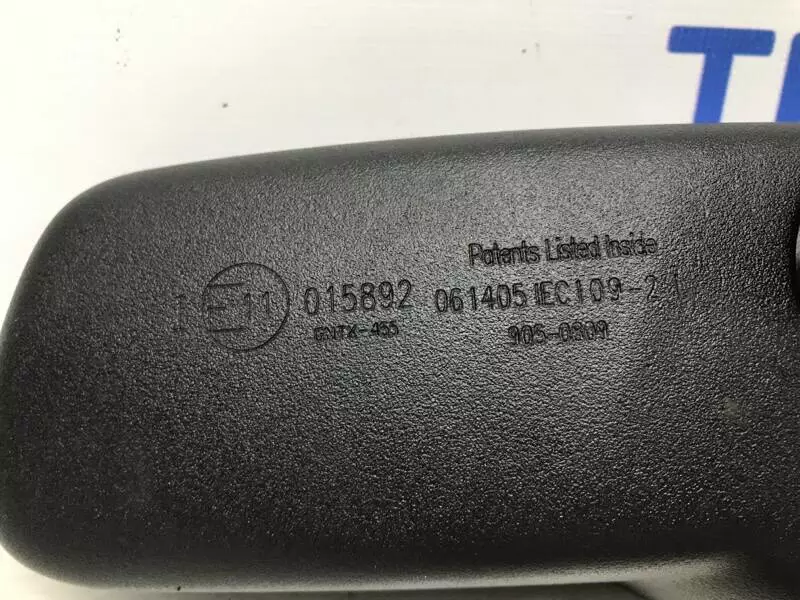 Patents Listed Inside
I E11 015892 061405 IEC109-21
GNTX-455
905-0809